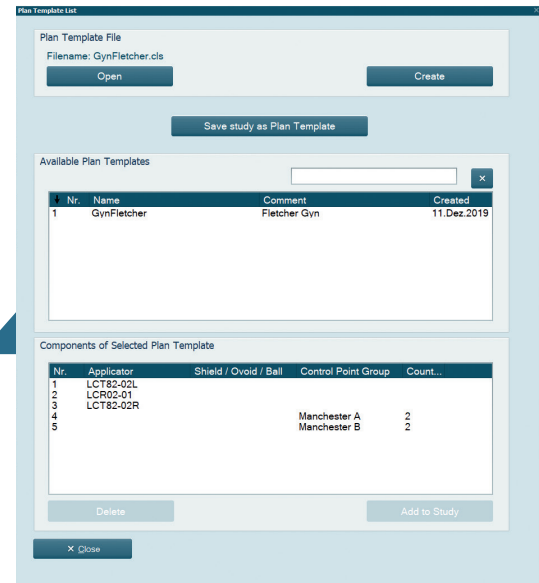 Plan Template List ×
Plan Template File
Filename: GynFletcher.cls
Open Create
Save study as Plan Template
Available Plan Templates
×
Nr. Name Comment Created
1 GynFletcher Fletcher Gyn 11.Dez.2019
Components of Selected Plan Template
Nr. Applicator Shield / Ovoid / Ball Control Point Group Count...
1 LCT82-02L
2 LCR02-01
3 LCT82-02R
4 Manchester A 2
5 Manchester B 2
Delete Add to Study
× Close